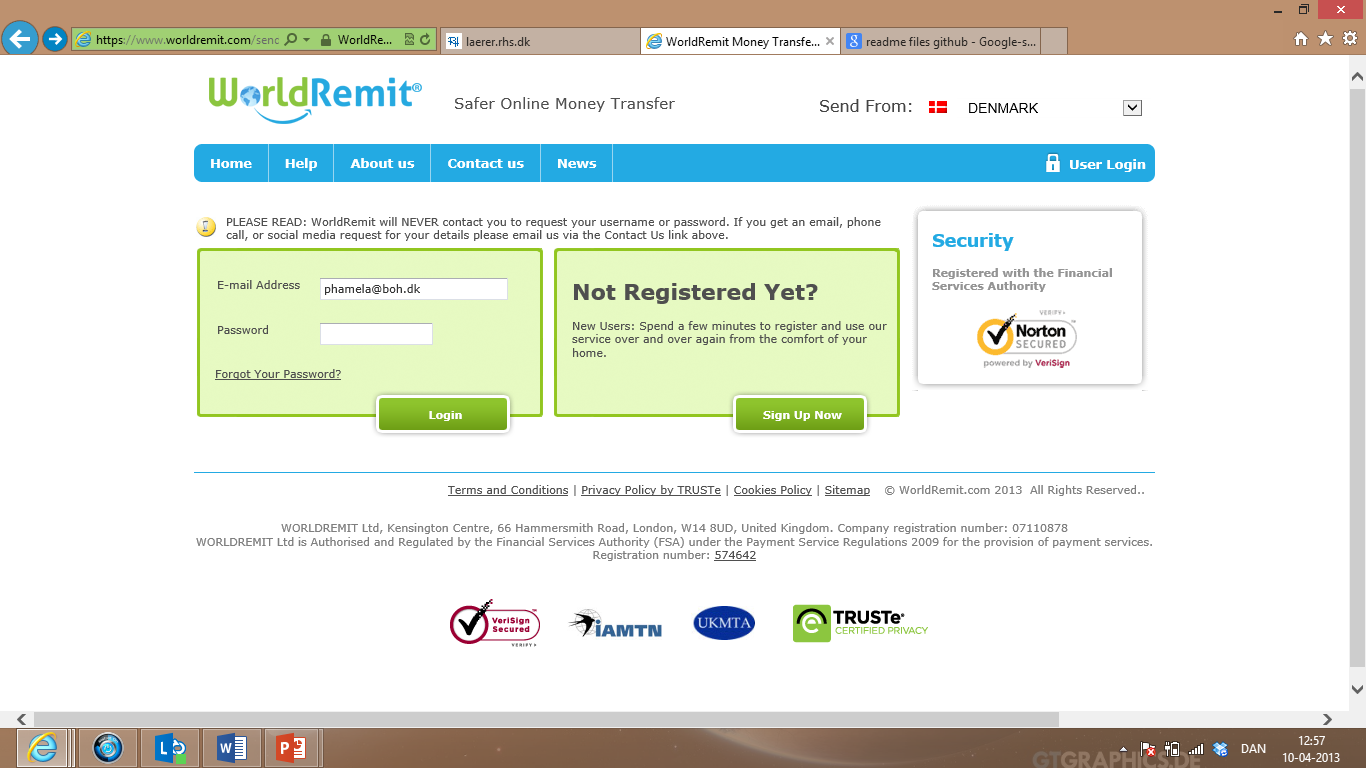 https://www.worldremit.com/senc
WorldRe...
laerer.rhs.dk
WorldRemit Money Transfe...
readme files github - Google-s...
WorldRemit®
Safer Online Money Transfer
Send From:
DENMARK
Home
Help
About us
Contact us
News
User Login
PLEASE READ: WorldRemit will NEVER contact you to request your username or password. If you get an email, phone
call, or social media request for your details please email us via the Contact Us link above.
E-mail Address
phamela@boh.dk
Password
Forgot Your Password?
Login
Not Registered Yet?
New Users: Spend a few minutes to register and use our
service over and over again from the comfort of your
home.
Sign Up Now
Security
Registered with the Financial
Services Authority
VERIFY
Norton
SECURED
powered by VeriSign
Terms and Conditions | Privacy Policy by TRUSTe | Cookies Policy | Sitemap © WorldRemit.com 2013 All Rights Reserved..
WORLDREMIT Ltd, Kensington Centre, 66 Hammersmith Road, London, W14 8UD, United Kingdom. Company registration number: 07110878
WORLDREMIT Ltd is Authorised and Regulated by the Financial Services Authority (FSA) under the Payment Service Regulations 2009 for the provision of payment services.
Registration number: 574642
VeriSign
Secured
VERIFY
IAMTN
UKMTA
TRUSTe
CERTIFIED PRIVACY
DAN
12:57
10-04-2013
GTGRAPHICS.DE